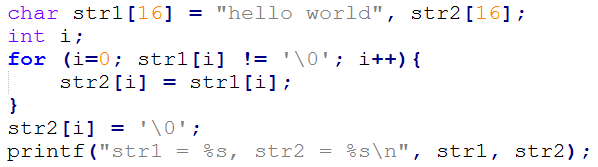 char str1[16] = "hello world", str2[16];
int i;
for (i=0; str1[i] != '\0'; i++){
    str2[i] = str1[i];
}
str2[i] = '\0';
printf("str1 = %s, str2 = %s\n", str1, str2);